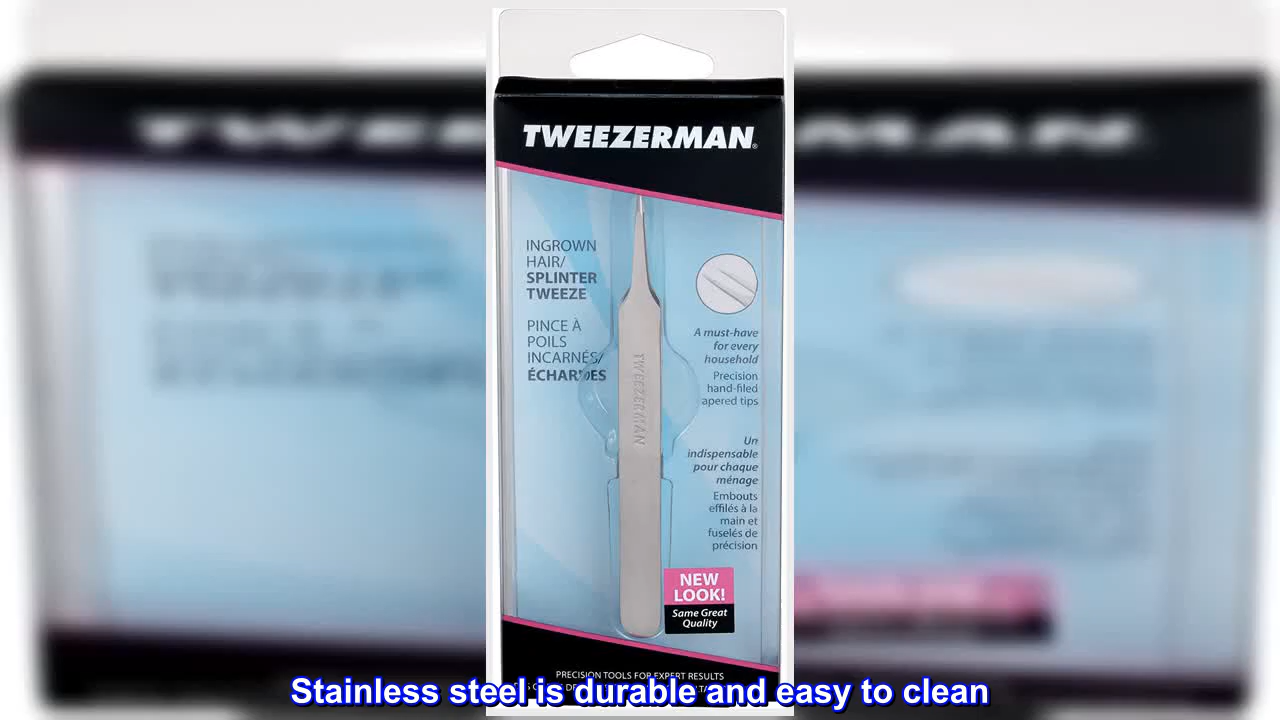 TWEEZERMAN®
INGROWN
HAIR/
SPLINTER
TWEEZE
PINCE À
POILS
INCARNÉS/
ÉCHARDES
TWEEZERMAN
A must-have
for every
household
Precision
hand-filed
tapered tips
Un
indispensable
pour chaque
ménage
Embouts
effilés à la
main et
fuselés de
précision
NEW
LOOK!
Same Great
Quality
PRECISION TOOLS FOR EXPERT RESULTS
Stainless steel is durable and easy to clean